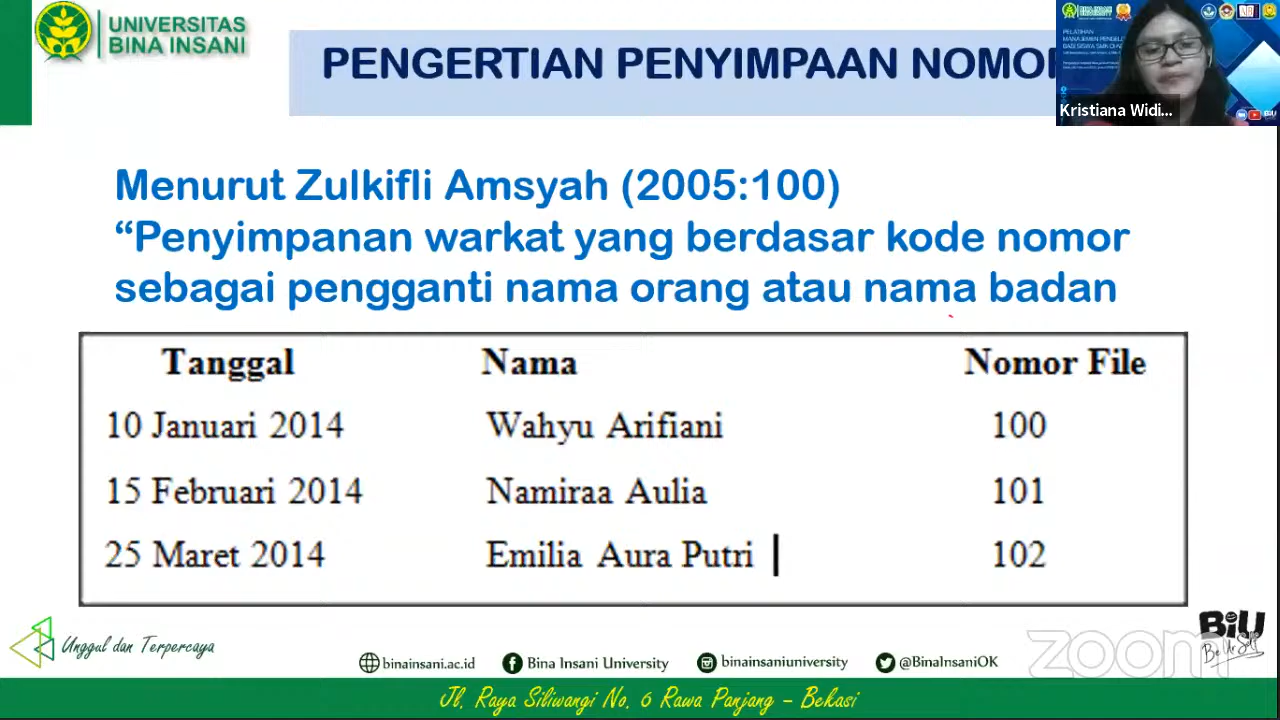 UNIVERSITAS
BINA INSANI
PENGERTIAN PENYIMPAAN NOMOR
Kristiana Widi...
Menurut Zulkifli Amsyah (2005:100)
“Penyimpanan warkat yang berdasar kode nomor
sebagai pengganti nama orang atau nama badan
Tanggal Nama Nomor File
10 Januari 2014 Wahyu Arifiani 100
15 Februari 2014 Namiraa Aulia 101
25 Maret 2014 Emilia Aura Putri 102
Unggul dan Terpercaya
binainsani.ac.id Bina Insani University binainsaniuniversity @BinaInsaniOK
zoom
BiU
Be Ur Self
Jl. Raya Siliwangi No. 6 Rawa Panjang – Bekasi